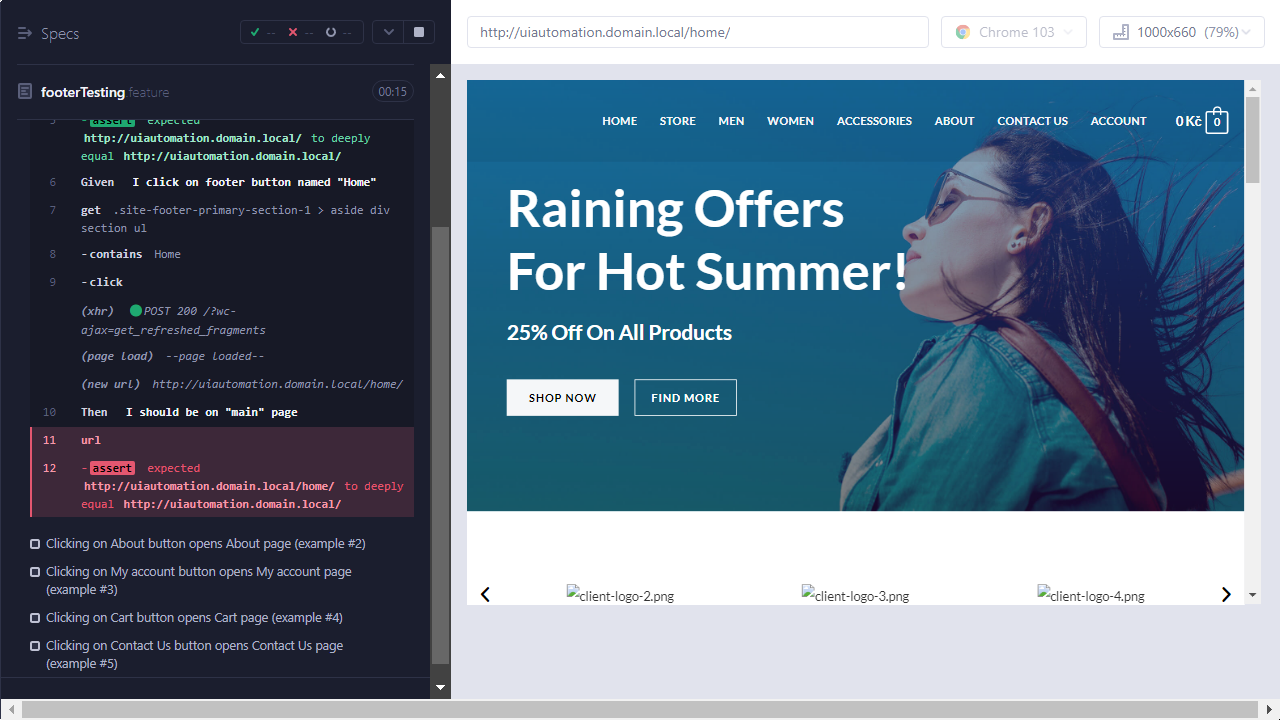 Specs
--
--
--
footerTesting.feature
00:15
5 -assert expected
http://uiautomation.domain.local/ to deeply
equal http://uiautomation.domain.local/
6 Given I click on footer button named "Home"
7 get .site-footer-primary-section-1 > aside div
section ul
8 -contains Home
9 -click
(xhr) POST 200 /?wc-
ajax=get_refreshed_fragments
(page load) --page loaded--
(new url) http://uiautomation.domain.local/home/
10 Then I should be on "main" page
11 url
12 -assert expected
http://uiautomation.domain.local/home/ to deeply
equal http://uiautomation.domain.local/
Clicking on About button opens About page (example #2)
Clicking on My account button opens My account page
(example #3)
Clicking on Cart button opens Cart page (example #4)
Clicking on Contact Us button opens Contact Us page
(example #5)
http://uiautomation.domain.local/home/
Chrome 103
1000x660 (79%)
HOME STORE MEN WOMEN ACCESSORIES ABOUT CONTACT US ACCOUNT 0 Kč 0
Raining Offers
For Hot Summer!
25% Off On All Products
SHOP NOW
FIND MORE
client-logo-2.png
client-logo-3.png
client-logo-4.png